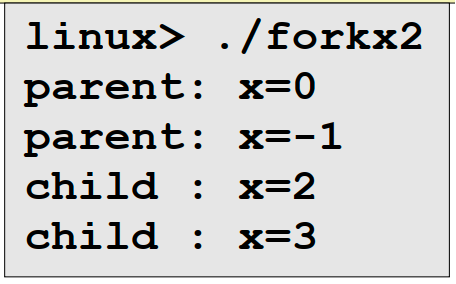 linux> ./forkx2
parent: x=0
parent: x=-1
child : x=2
child : x=3